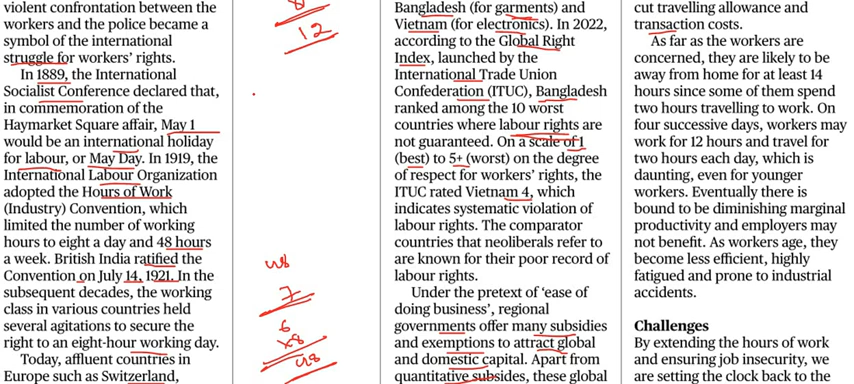 violent confrontation between the
workers and the police became a
symbol of the international
struggle for workers' rights.
In 1889, the International
Socialist Conference declared that,
in commemoration of the
Haymarket Square affair, May 1
would be an international holiday
for labour, or May Day. In 1919, the
International Labour Organization
adopted the Hours of Work
(Industry) Convention, which
limited the number of working
hours to eight a day and 48 hours
a week. British India ratified the
Convention on July 14, 1921. In the
subsequent decades, the working
class in various countries held
several agitations to secure the
right to an eight-hour working day.
Today, affluent countries in
Europe such as Switzerland,
8
12
48
7
6
x8
48
Bangladesh (for garments) and
Vietnam (for electronics). In 2022,
according to the Global Right
Index, launched by the
International Trade Union
Confederation (ITUC), Bangladesh
ranked among the 10 worst
countries where labour rights are
not guaranteed. On a scale of 1
(best) to 5+ (worst) on the degree
of respect for workers' rights, the
ITUC rated Vietnam 4, which
indicates systematic violation of
labour rights. The comparator
countries that neoliberals refer to
are known for their poor record of
labour rights.
Under the pretext of 'ease of
doing business', regional
governments offer many subsidies
and exemptions to attract global
and domestic capital. Apart from
quantitative subsides, these global
cut travelling allowance and
transaction costs.
As far as the workers are
concerned, they are likely to be
away from home for at least 14
hours since some of them spend
two hours travelling to work. On
four successive days, workers may
work for 12 hours and travel for
two hours each day, which is
daunting, even for younger
workers. Eventually there is
bound to be diminishing marginal
productivity and employers may
not benefit. As workers age, they
become less efficient, highly
fatigued and prone to industrial
accidents.
Challenges
By extending the hours of work
and ensuring job insecurity, we
are setting the clock back to the